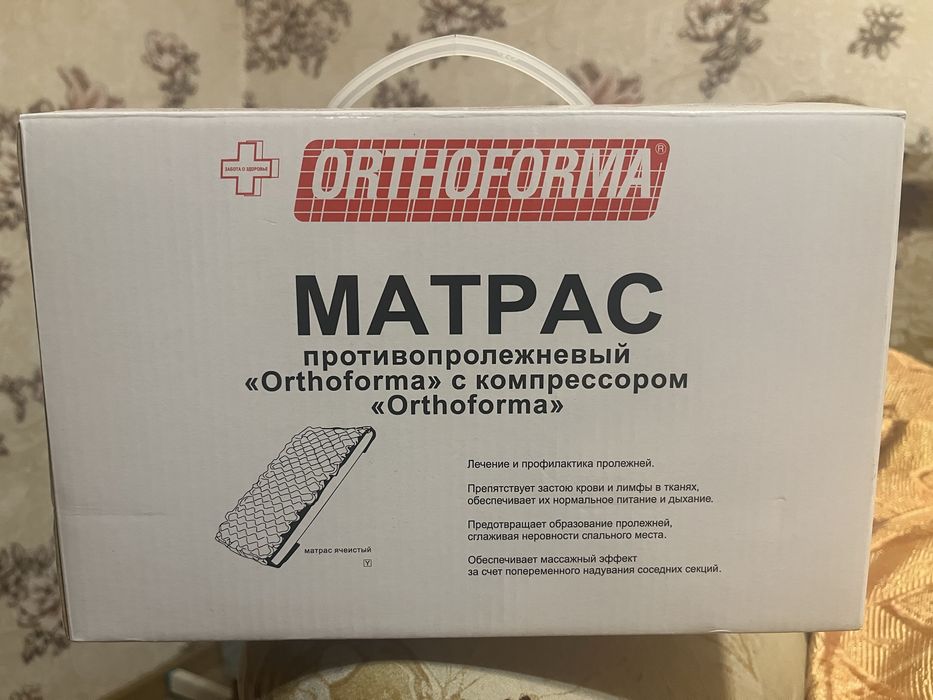 ЗАБОТА О ЗДОРОВЬЕ
ORTHOFORMA®
МАТРАС
противопролежневый
«Orthoforma» с компрессором
«Orthoforma»
матрас ячеистый
Y
Лечение и профилактика пролежней.
Препятствует застою крови и лимфы в тканях,
обеспечивает их нормальное питание и дыхание.
Предотвращает образование пролежней,
сглаживая неровности спального места.
Обеспечивает массажный эффект
за счет попеременного надувания соседних секций.